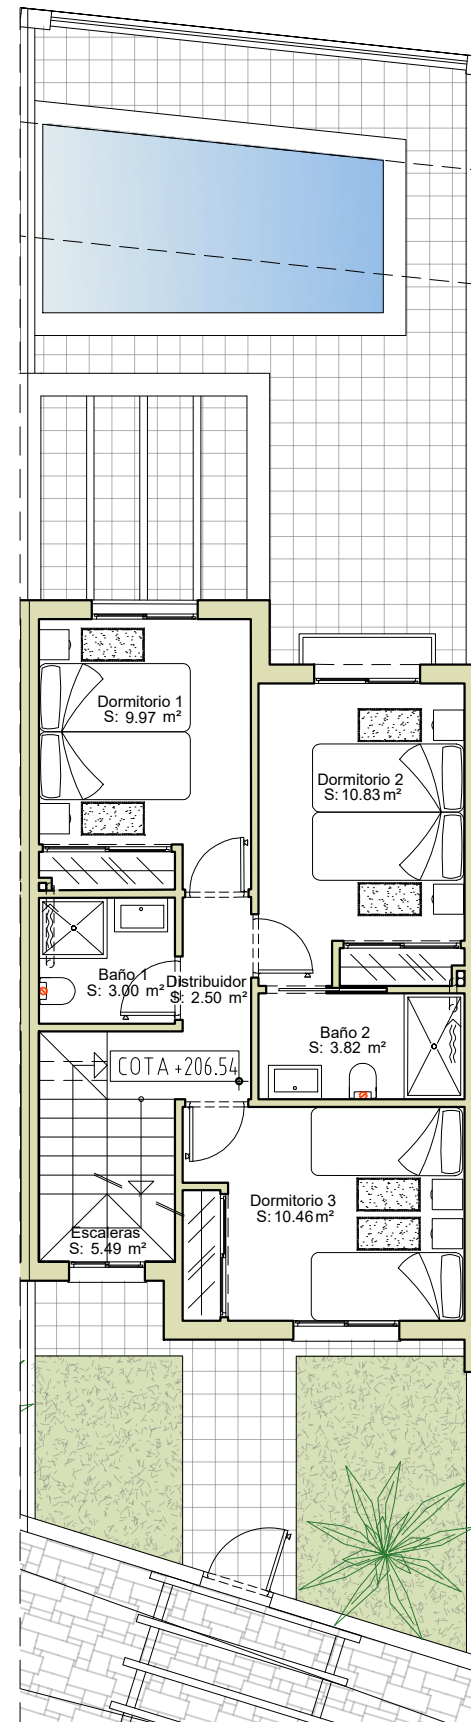 Dormitorio 1
S: 9.97 m²
Dormitorio 2
S: 10.83 m²
Baño 1
S: 3.00 m²
Distribuidor
S: 2.50 m²
Baño 2
S: 3.82 m²
COTA +206.54
Dormitorio 3
S: 10.46 m²
Escaleras
S: 5.49 m²